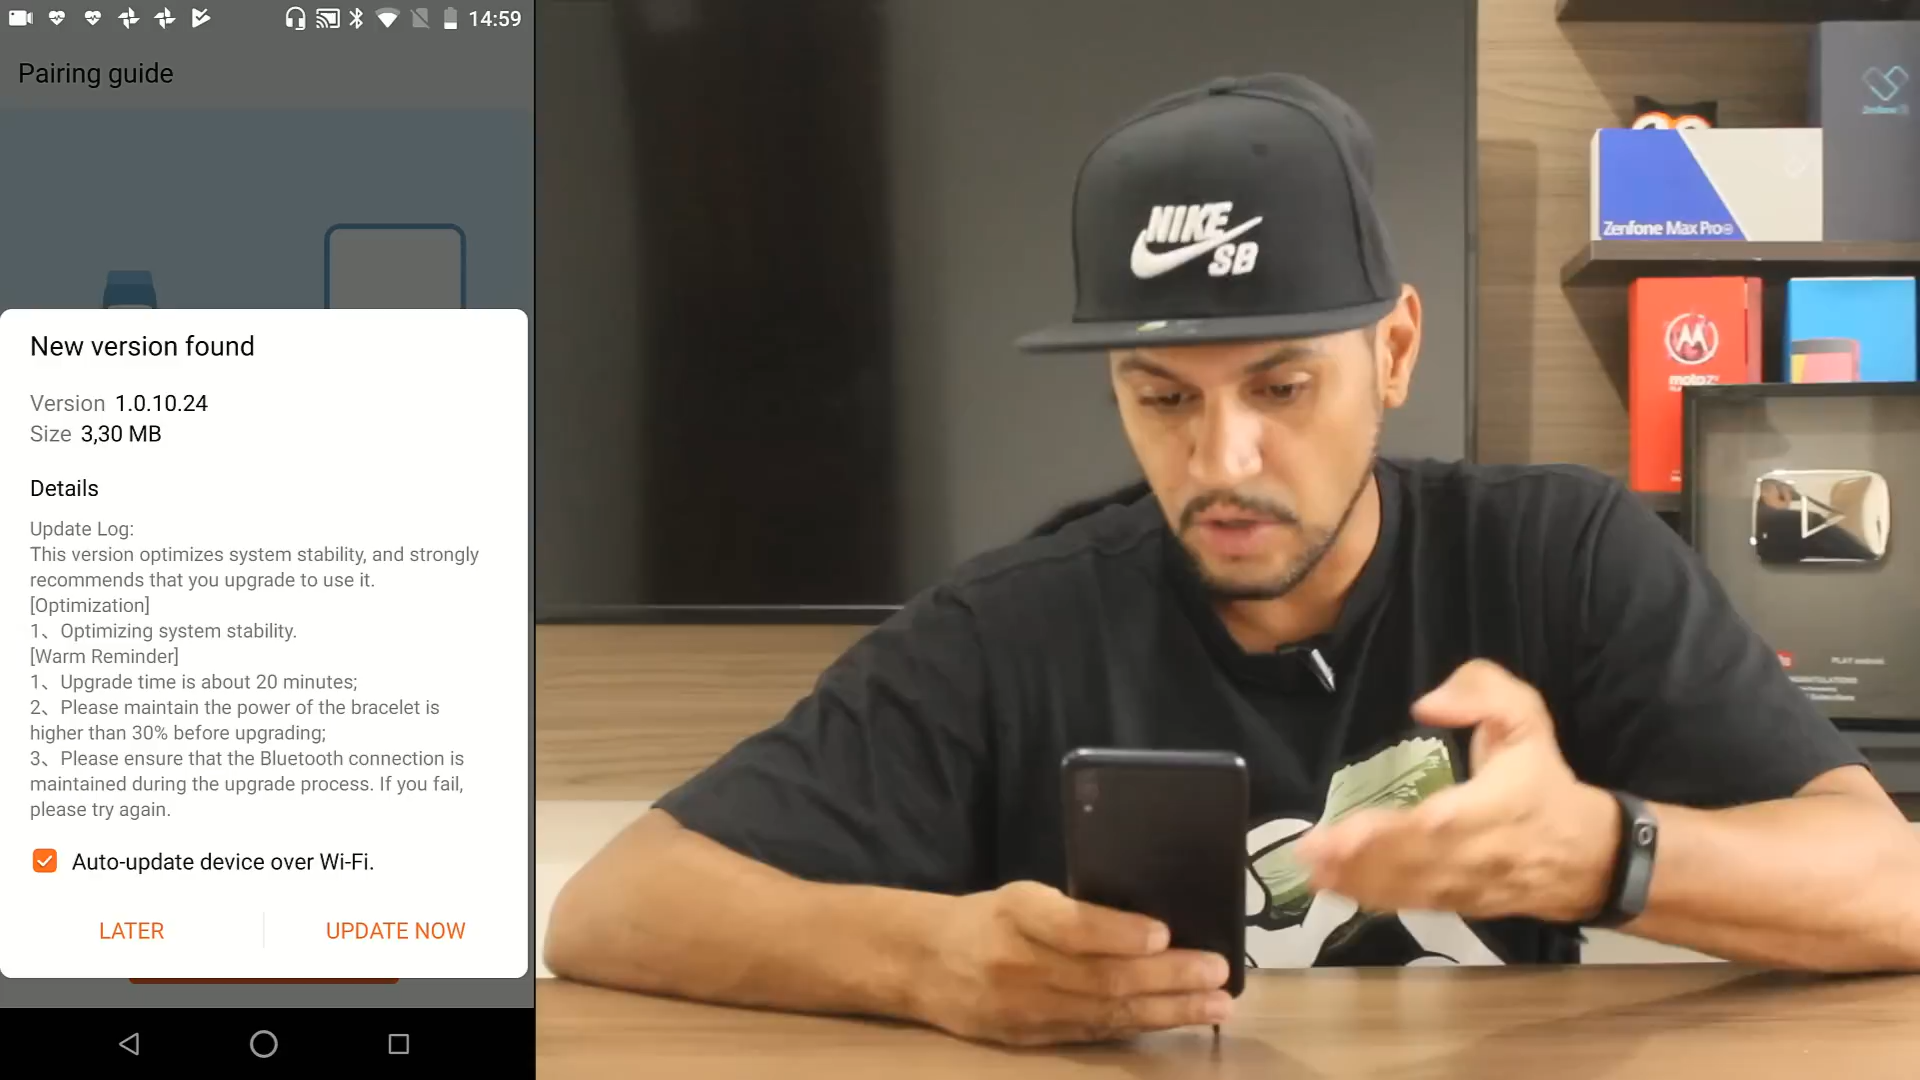 14:59
Pairing guide
New version found
Version 1.0.10.24
Size 3,30 MB
Details
Update Log:
This version optimizes system stability, and strongly
recommends that you upgrade to use it.
[Optimization]
1、Optimizing system stability.
[Warm Reminder]
1、Upgrade time is about 20 minutes;
2、Please maintain the power of the bracelet is
higher than 30% before upgrading;
3、Please ensure that the Bluetooth connection is
maintained during the upgrade process. If you fail,
please try again.
Auto-update device over Wi-Fi.
LATER
UPDATE NOW
NIKE
SB
Zenfone Max Pro
PLAY android